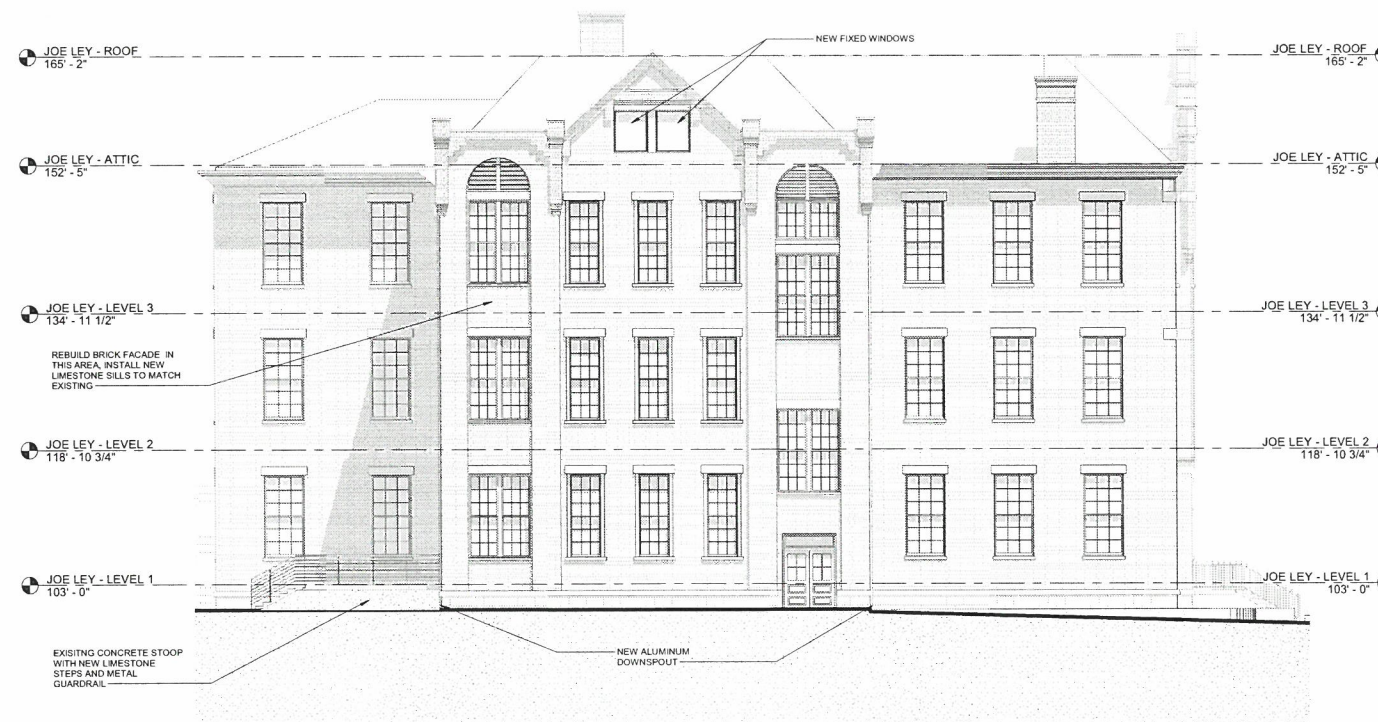 NEW FIXED WINDOWS
JOE LEY - ROOF
165' - 2"
JOE LEY - ROOF
165' - 2"
JOE LEY - ATTIC
152' - 5"
JOE LEY - ATTIC
152' - 5"
JOE LEY - LEVEL 3
134' - 11 1/2"
JOE LEY - LEVEL 3
134' - 11 1/2"
REBUILD BRICK FACADE IN
THIS AREA, INSTALL NEW
LIMESTONE SILLS TO MATCH
EXISTING
JOE LEY - LEVEL 2
118' - 10 3/4"
JOE LEY - LEVEL 2
118' - 10 3/4"
JOE LEY - LEVEL 1
103' - 0"
JOE LEY - LEVEL 1
103' - 0"
EXISITNG CONCRETE STOOP
WITH NEW LIMESTONE
STEPS AND METAL
GUARDRAIL
NEW ALUMINUM
DOWNSPOUT